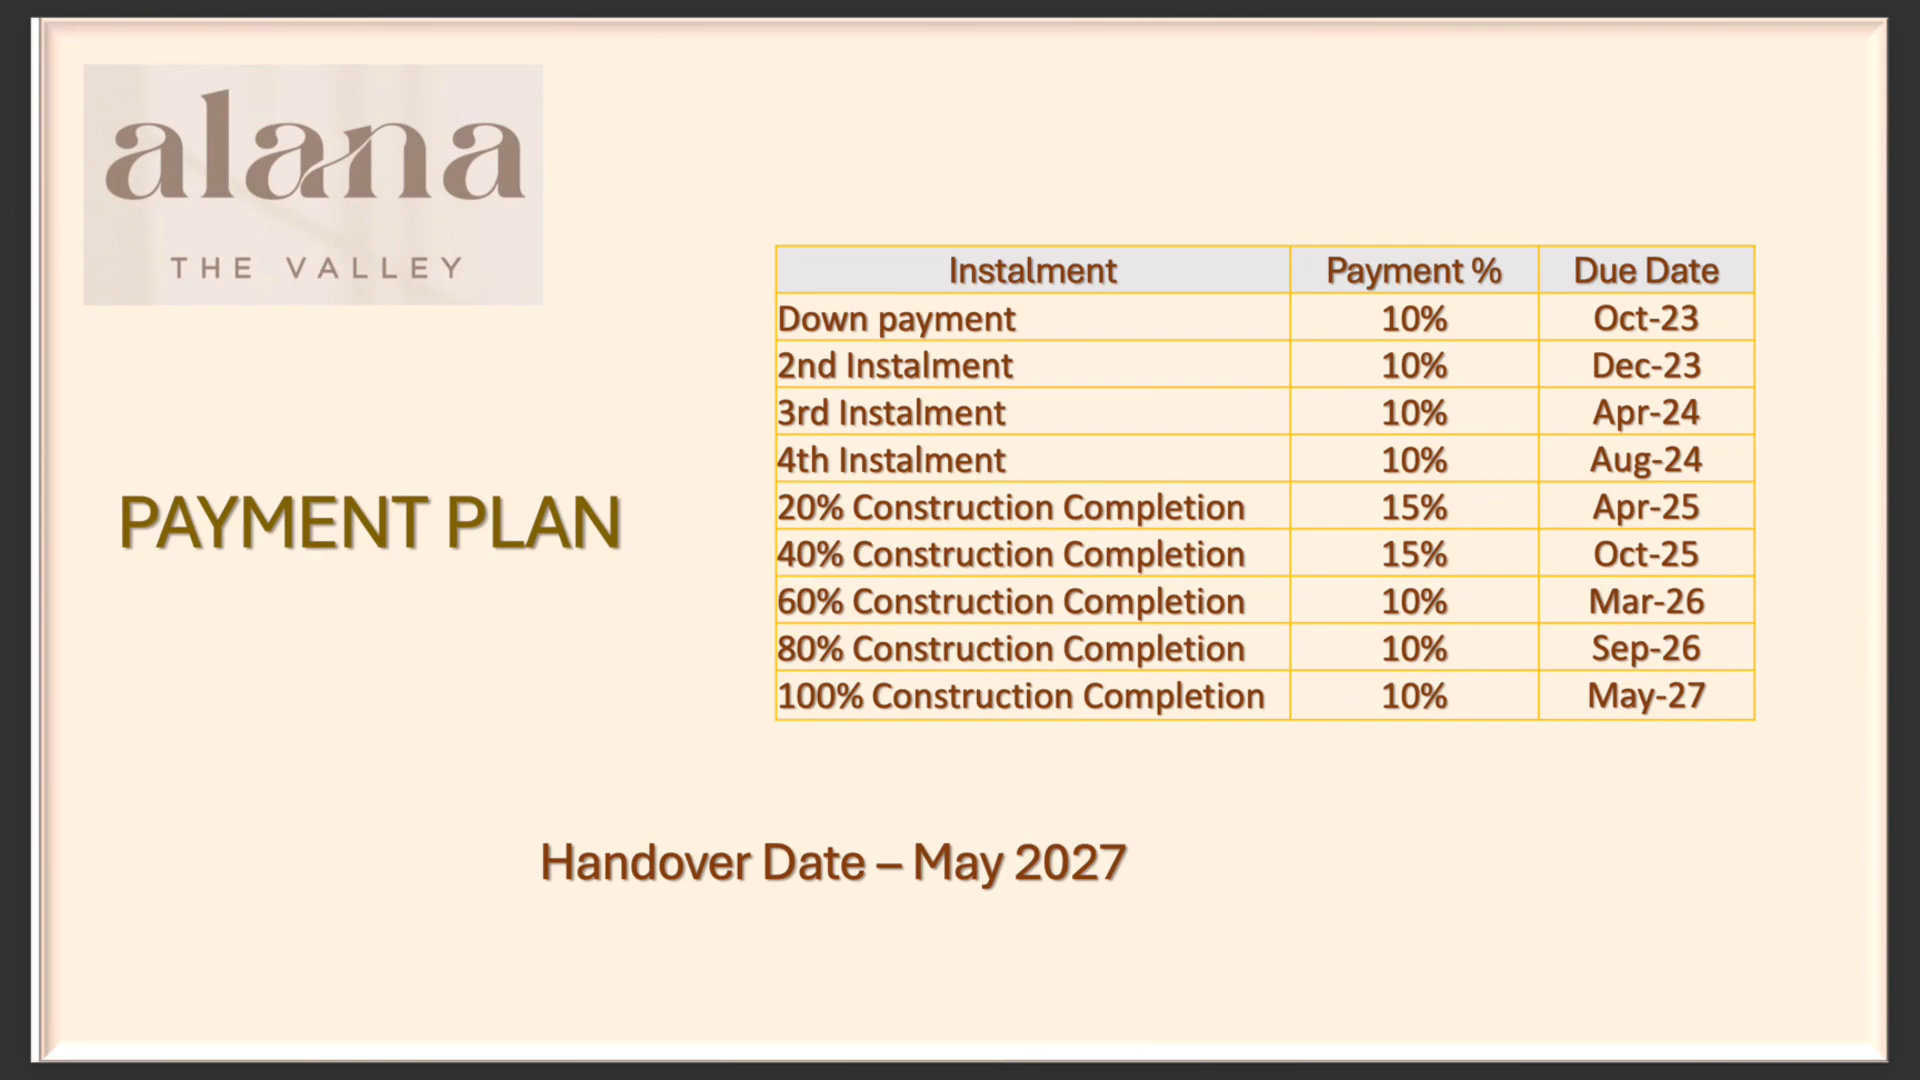 alana
THE VALLEY
PAYMENT PLAN
Instalment Payment % Due Date
Down payment 10% Oct-23
2nd Instalment 10% Dec-23
3rd Instalment 10% Apr-24
4th Instalment 10% Aug-24
20% Construction Completion 15% Apr-25
40% Construction Completion 15% Oct-25
60% Construction Completion 10% Mar-26
80% Construction Completion 10% Sep-26
100% Construction Completion 10% May-27
Handover Date – May 2027